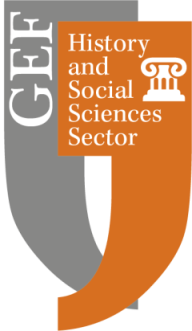 GEF
History
and
Social
Sciences
Sector